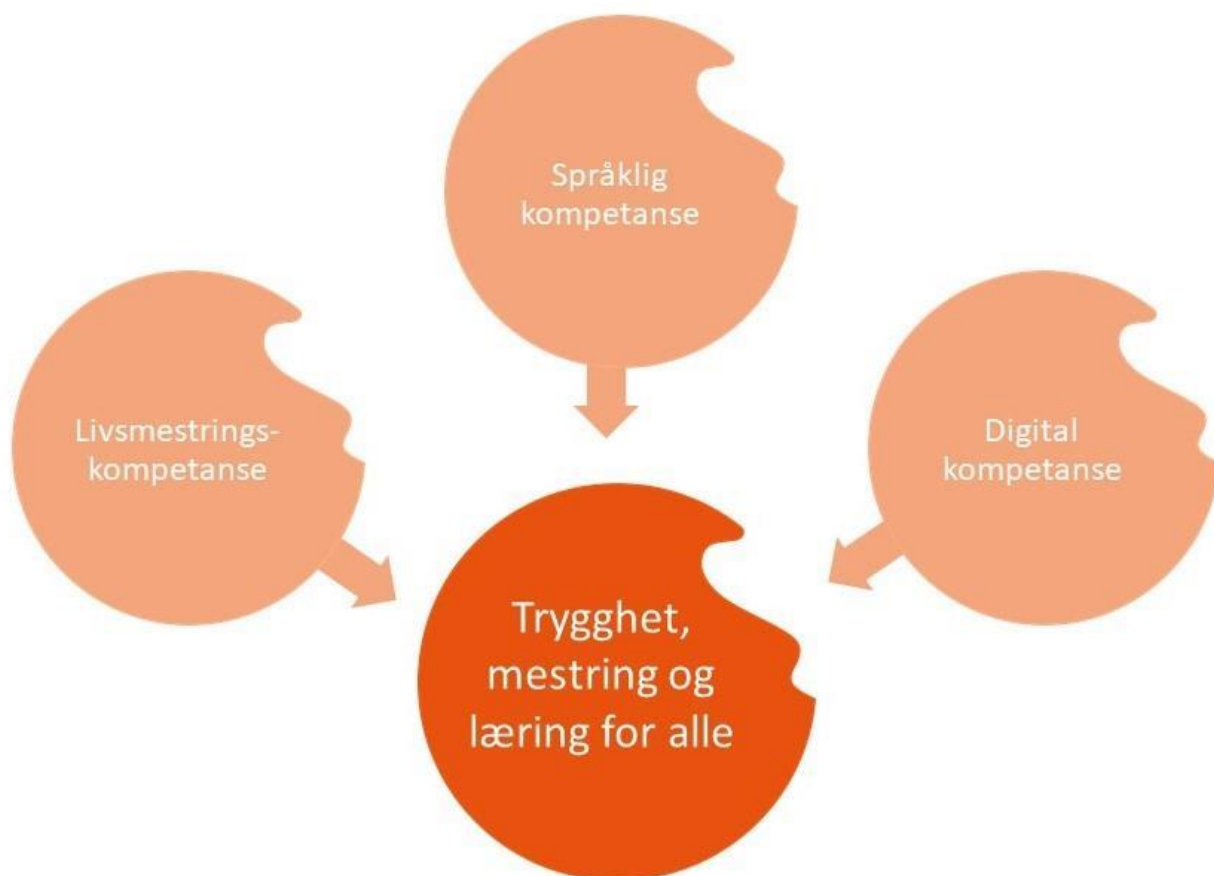 Språklig
kompetanse
Livsmestrings-
kompetanse
Digital
kompetanse
Trygghet,
mestring og
læring for alle